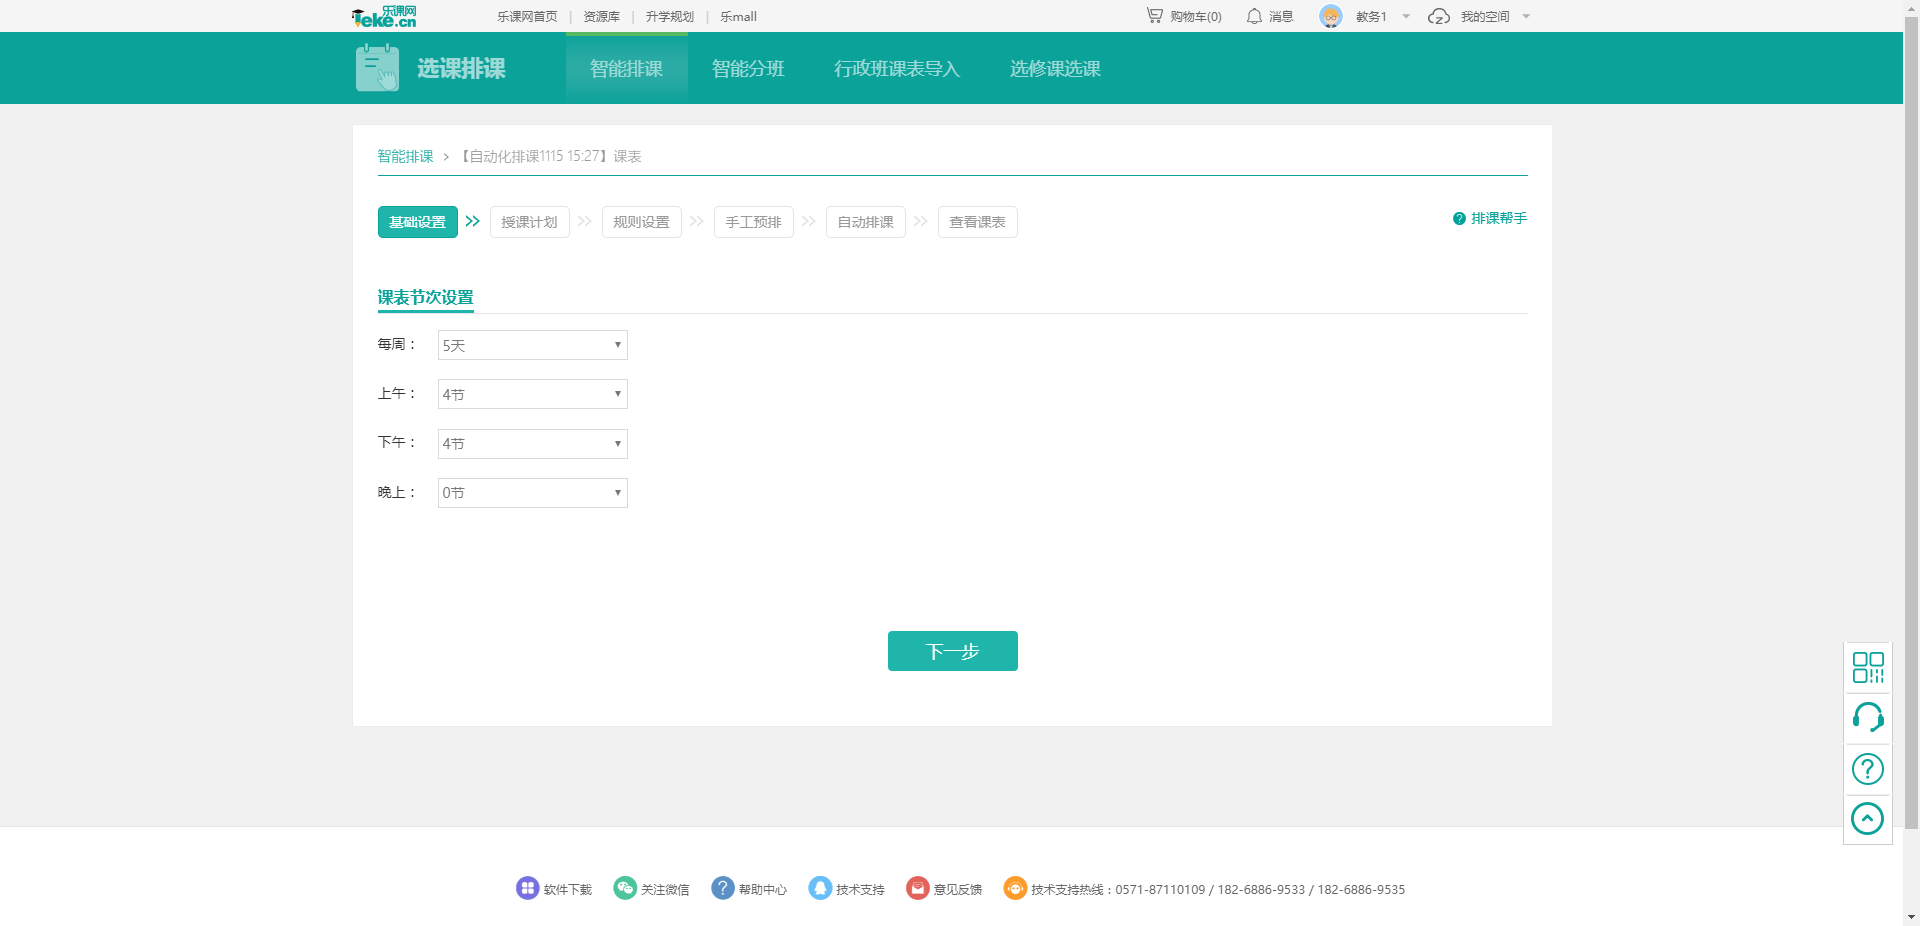 乐课网
leke.cn
乐课网首页 | 资源库 | 升学规划 | 乐mall
购物车(0) 消息 教务1 我的空间
选课排课 智能排课 智能分班 行政班课表导入 选修课选课
智能排课 > 【自动化排课1115 15:27】课表
基础设置 授课计划 规则设置 手工预排 自动排课 查看课表 排课帮手
课表节次设置
每周： 5天
上午： 4节
下午： 4节
晚上： 0节
下一步
软件下载 关注微信 帮助中心 技术支持 意见反馈 技术支持热线：0571-87110109 / 182-6886-9533 / 182-6886-9535